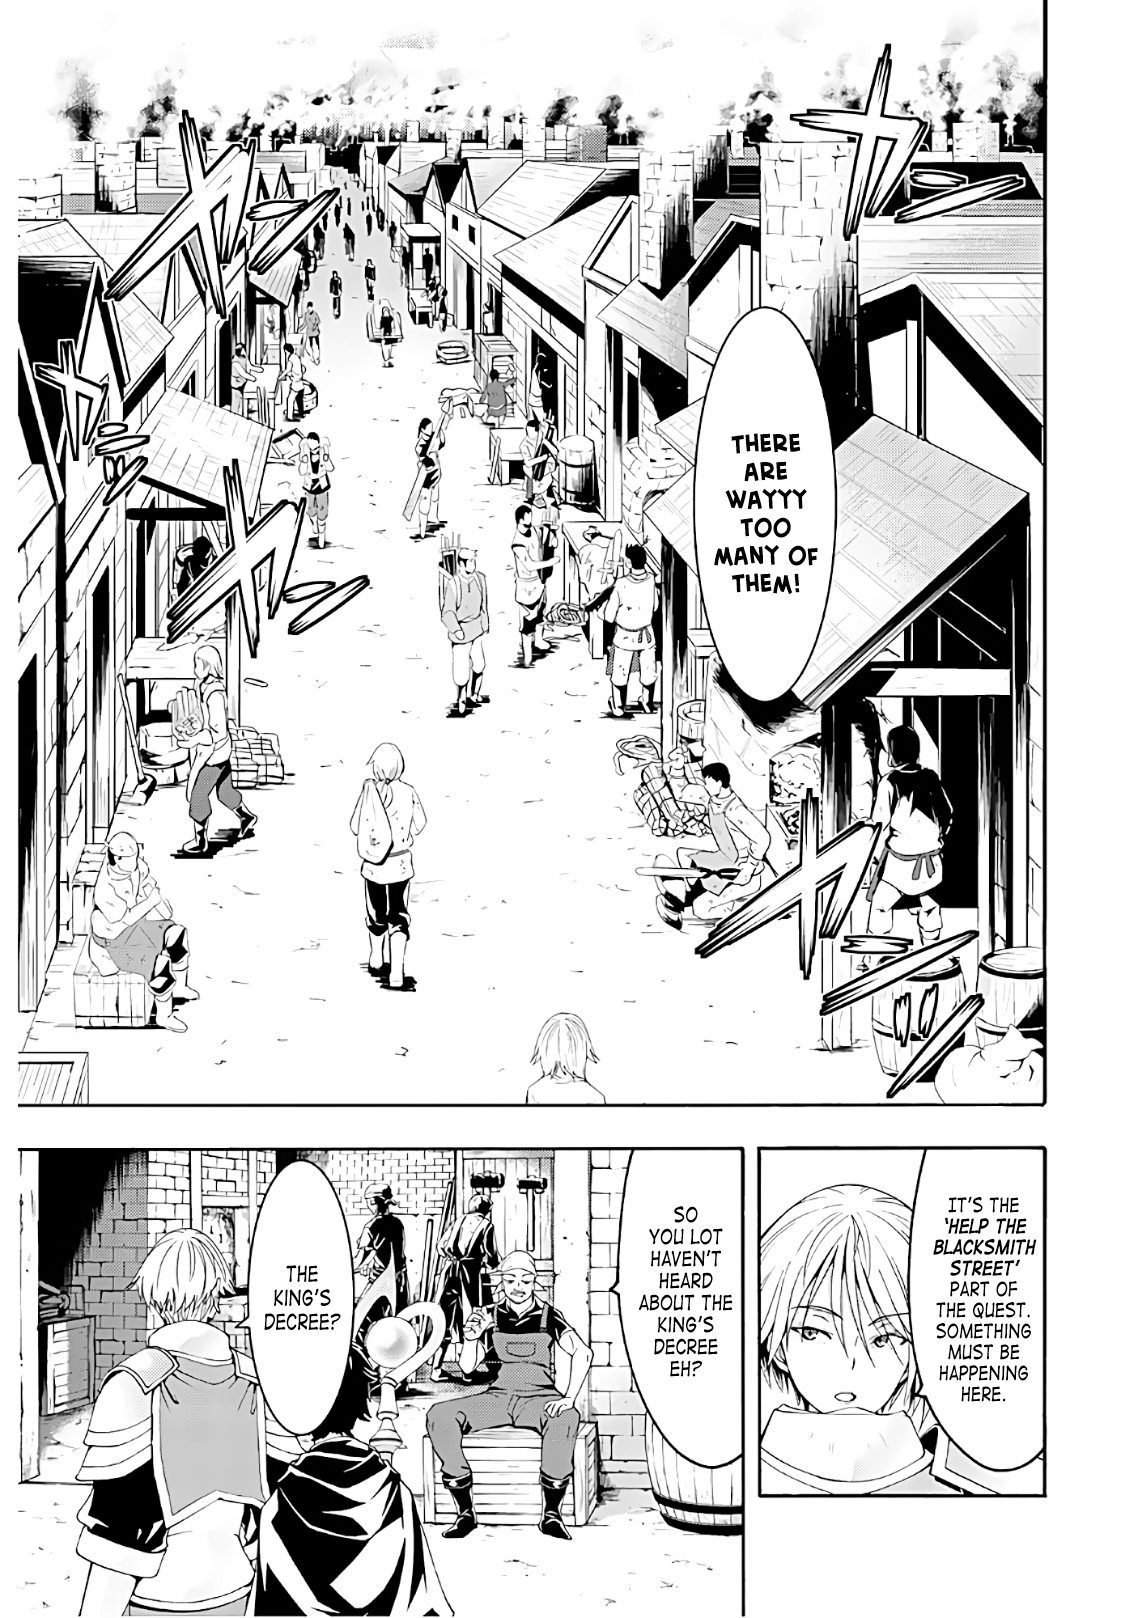 THERE
ARE
WAYYY
TOO
MANY OF
THEM!
IT'S THE
'HELP THE
BLACKSMITH
STREET'
PART OF
THE QUEST.
SOMETHING
MUST BE
HAPPENING
HERE.
SO
YOU LOT
HAVEN'T
HEARD
ABOUT THE
KING'S
DECREE
EH?
THE
KING'S
DECREE?